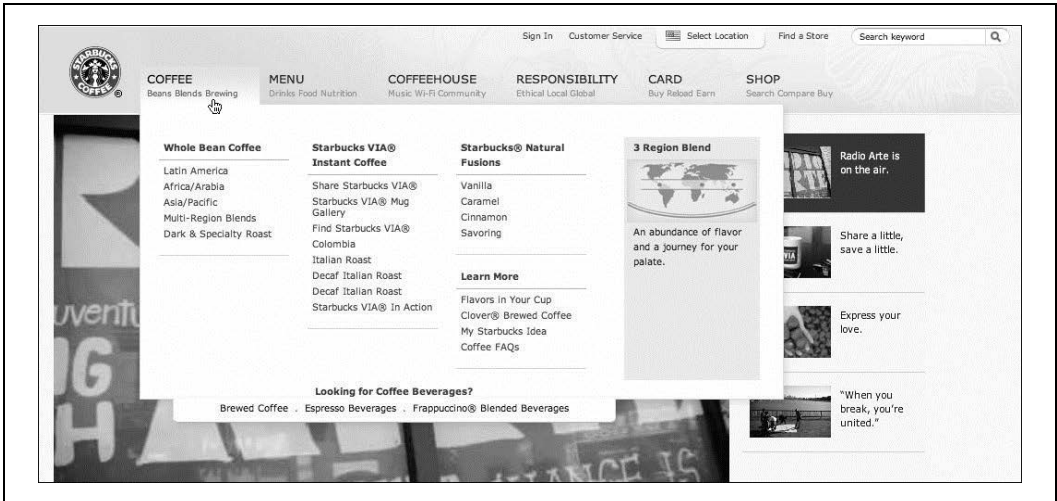 Sign In Customer Service Select Location Find a Store Search keyword
STARBUCKS COFFEE ®
COFFEE
Beans Blends Brewing
MENU
Drinks Food Nutrition
COFFEEHOUSE
Music Wi-Fi Community
RESPONSIBILITY
Ethical Local Global
CARD
Buy Reload Earn
SHOP
Search Compare Buy
Whole Bean Coffee
Latin America
Africa/Arabia
Asia/Pacific
Multi-Region Blends
Dark & Specialty Roast
Starbucks VIA®
Instant Coffee
Share Starbucks VIA®
Starbucks VIA® Mug
Gallery
Find Starbucks VIA®
Colombia
Italian Roast
Decaf Italian Roast
Decaf Italian Roast
Starbucks VIA® In Action
Starbucks® Natural
Fusions
Vanilla
Caramel
Cinnamon
Savoring
Learn More
Flavors in Your Cup
Clover® Brewed Coffee
My Starbucks Idea
Coffee FAQs
3 Region Blend
An abundance of flavor
and a journey for your
palate.
Looking for Coffee Beverages?
Brewed Coffee . Espresso Beverages . Frappuccino® Blended Beverages
Radio Arte is
on the air.
VIA
Share a little,
save a little.
Express your
love.
“When you
break, you’re
united.”